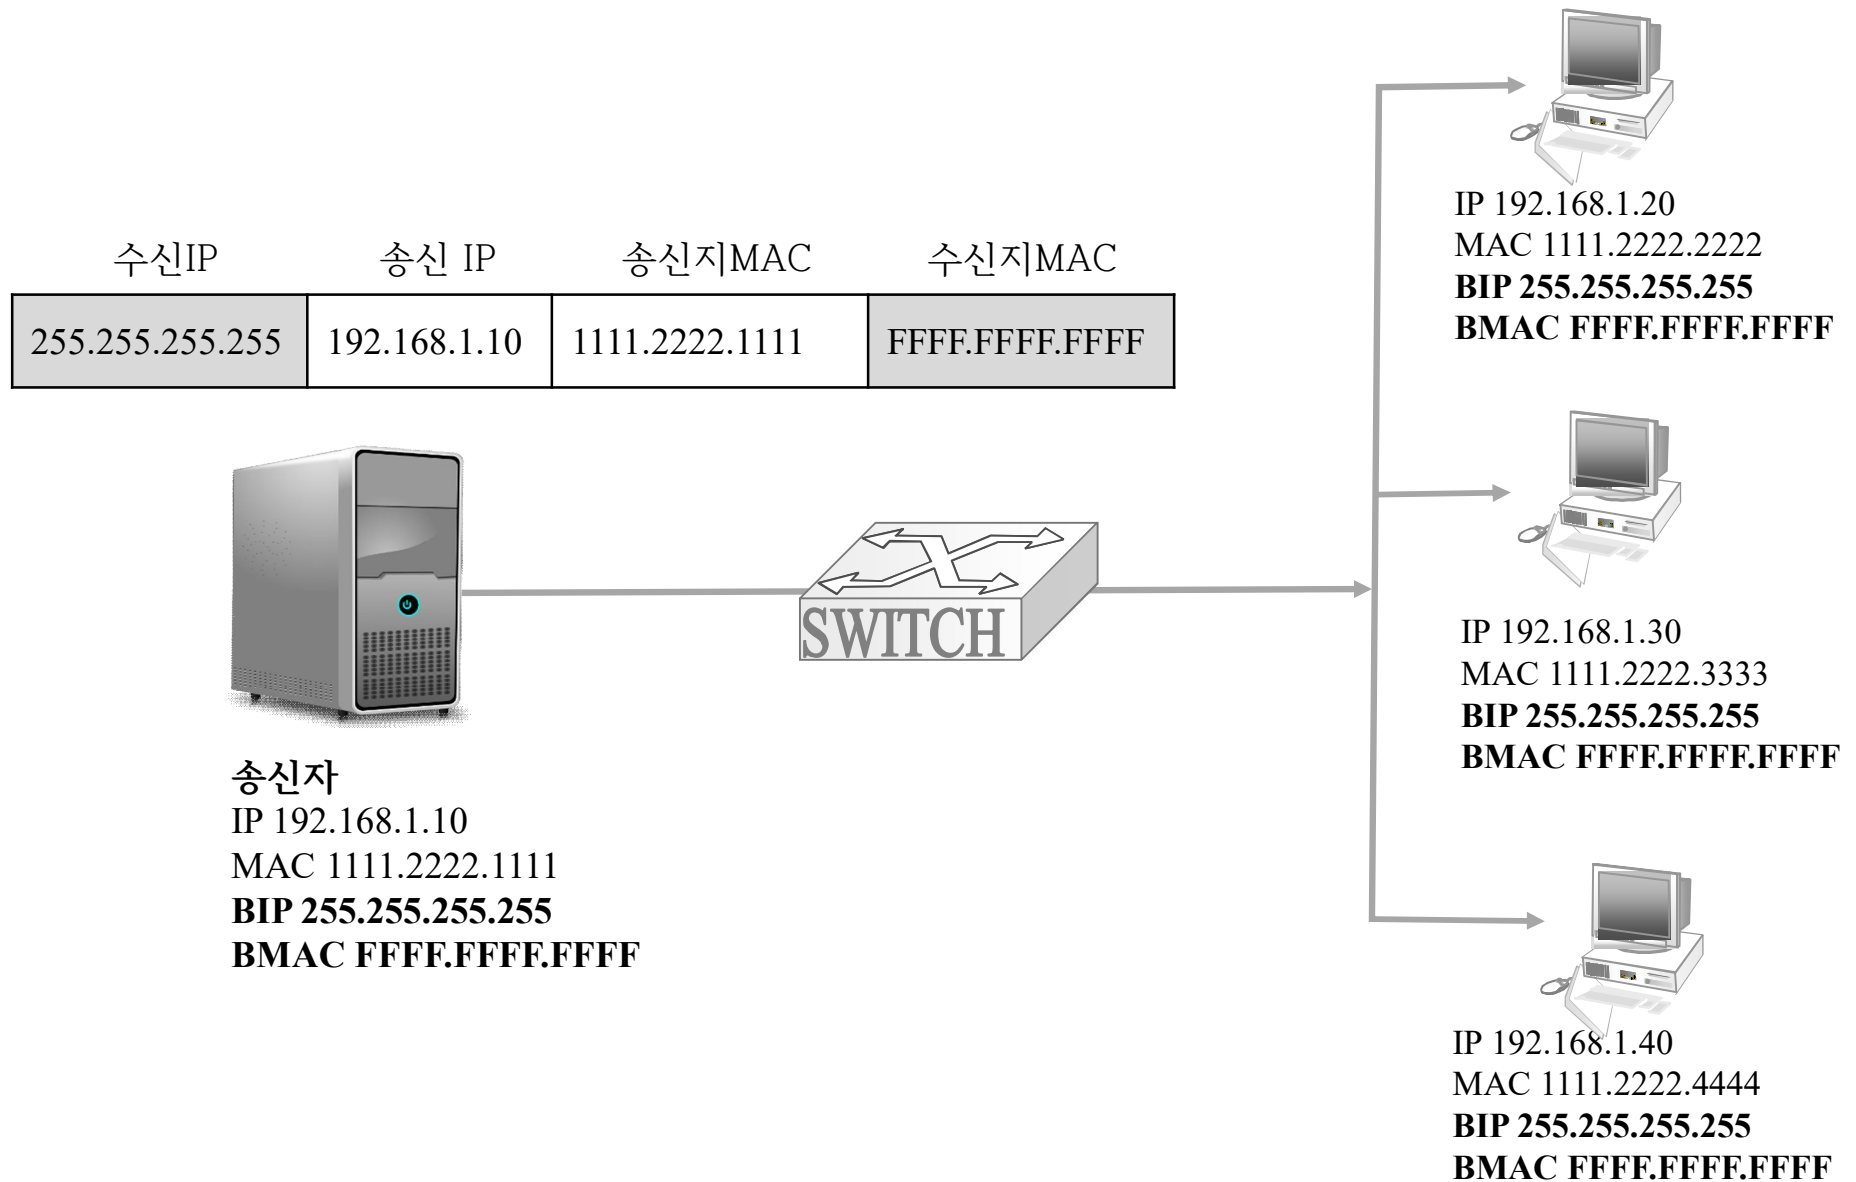 수신IP 송신 IP 송신지MAC 수신지MAC
255.255.255.255 192.168.1.10 1111.2222.1111 FFFF.FFFF.FFFF
SWITCH
송신자
IP 192.168.1.10
MAC 1111.2222.1111
BIP 255.255.255.255
BMAC FFFF.FFFF.FFFF
IP 192.168.1.20
MAC 1111.2222.2222
BIP 255.255.255.255
BMAC FFFF.FFFF.FFFF
IP 192.168.1.30
MAC 1111.2222.3333
BIP 255.255.255.255
BMAC FFFF.FFFF.FFFF
IP 192.168.1.40
MAC 1111.2222.4444
BIP 255.255.255.255
BMAC FFFF.FFFF.FFFF